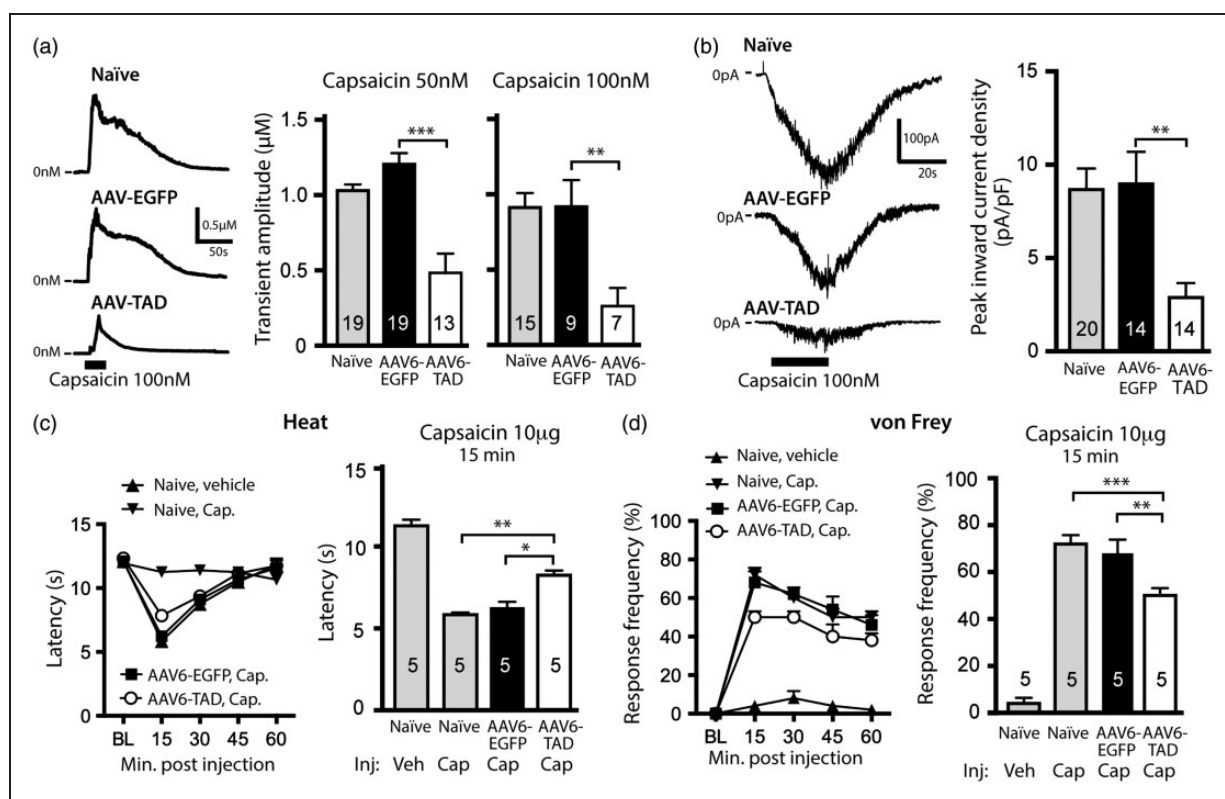 (a)
Naïve
0nM
AAV-EGFP
0nM
0.5μM
50s
AAV-TAD
0nM
Capsaicin 100nM
Capsaicin 50nM
Capsaicin 100nM
Transient amplitude (μM)
1.5
1.0
0.5
0
***
**
19 19 13
15 9 7
Naïve AAV6-EGFP AAV6-TAD
Naïve AAV6-EGFP AAV6-TAD
(b)
Naïve
0pA
100pA
20s
AAV-EGFP
0pA
AAV-TAD
0pA
Capsaicin 100nM
Peak inward current density
(pA/pF)
15
10
5
0
**
20 14 14
Naïve AAV6-EGFP AAV6-TAD
(c)
Heat
Naive, vehicle
Naive, Cap.
Latency (s)
15
10
5
0
AAV6-EGFP, Cap.
AAV6-TAD, Cap.
BL 15 30 45 60
Min. post injection
Capsaicin 10μg
15 min
Latency (s)
15
10
5
0
**
*
5 5 5 5
Naïve Naïve AAV6-EGFP AAV6-TAD
Inj: Veh Cap Cap Cap
(d)
von Frey
Naive, vehicle
Naive, Cap.
AAV6-EGFP, Cap.
AAV6-TAD, Cap.
Response frequency (%)
100
80
60
40
20
0
BL 15 30 45 60
Min. post injection
Capsaicin 10μg
15 min
Response frequency (%)
100
80
60
40
20
0
***
**
5 5 5 5
Naïve Naïve AAV6-EGFP AAV6-TAD
Inj: Veh Cap Cap Cap